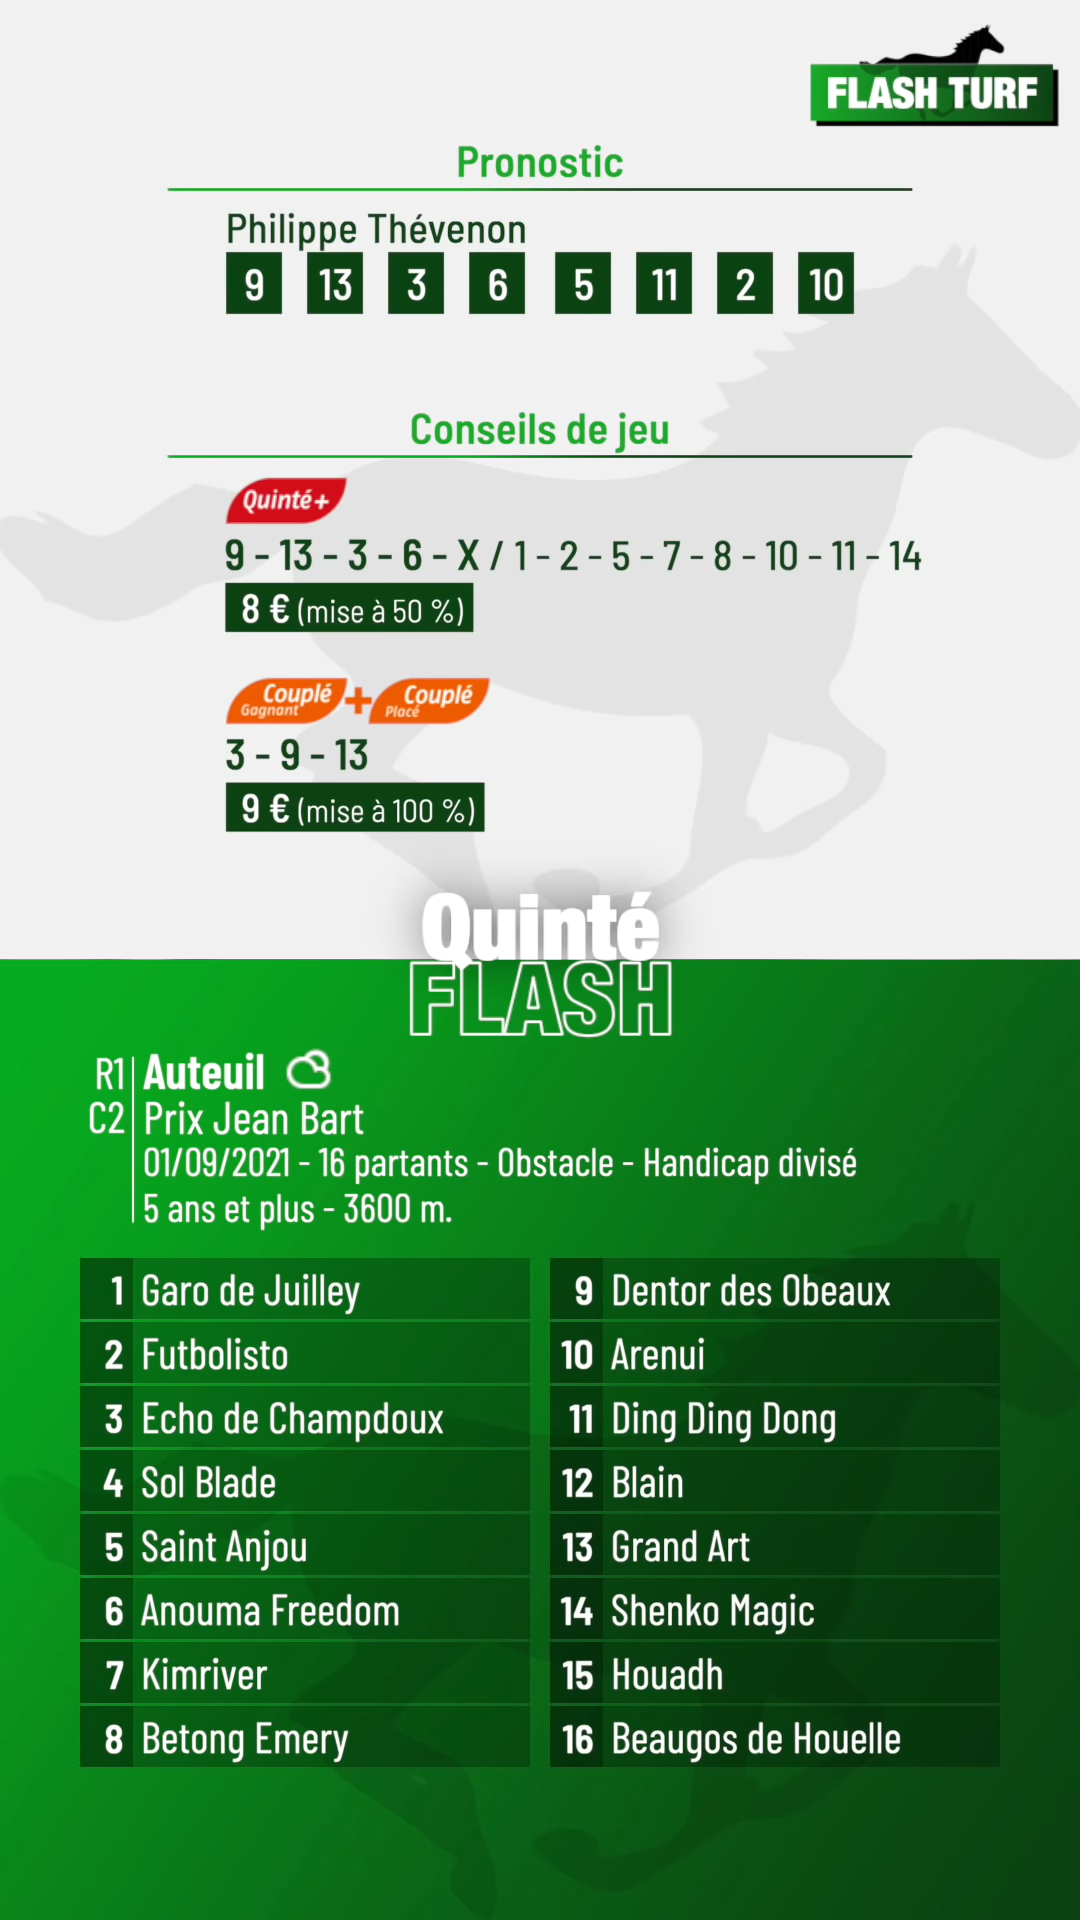 FLASH TURF
Pronostic
Philippe Thévenon
9 13 3 6 5 11 2 10
Conseils de jeu
Quinté+
9 - 13 - 3 - 6 - X / 1 - 2 - 5 - 7 - 8 - 10 - 11 - 14
8 € (mise à 50 %)
Couplé Gagnant + Couplé Placé
3 - 9 - 13
9 € (mise à 100 %)
Quinté
FLASH
R1 Auteuil
C2 Prix Jean Bart
01/09/2021 - 16 partants - Obstacle - Handicap divisé
5 ans et plus - 3600 m.
1 Garo de Juilley
2 Futbolisto
3 Echo de Champdoux
4 Sol Blade
5 Saint Anjou
6 Anouma Freedom
7 Kimriver
8 Betong Emery
9 Dentor des Obeaux
10 Arenui
11 Ding Ding Dong
12 Blain
13 Grand Art
14 Shenko Magic
15 Houadh
16 Beaugos de Houelle